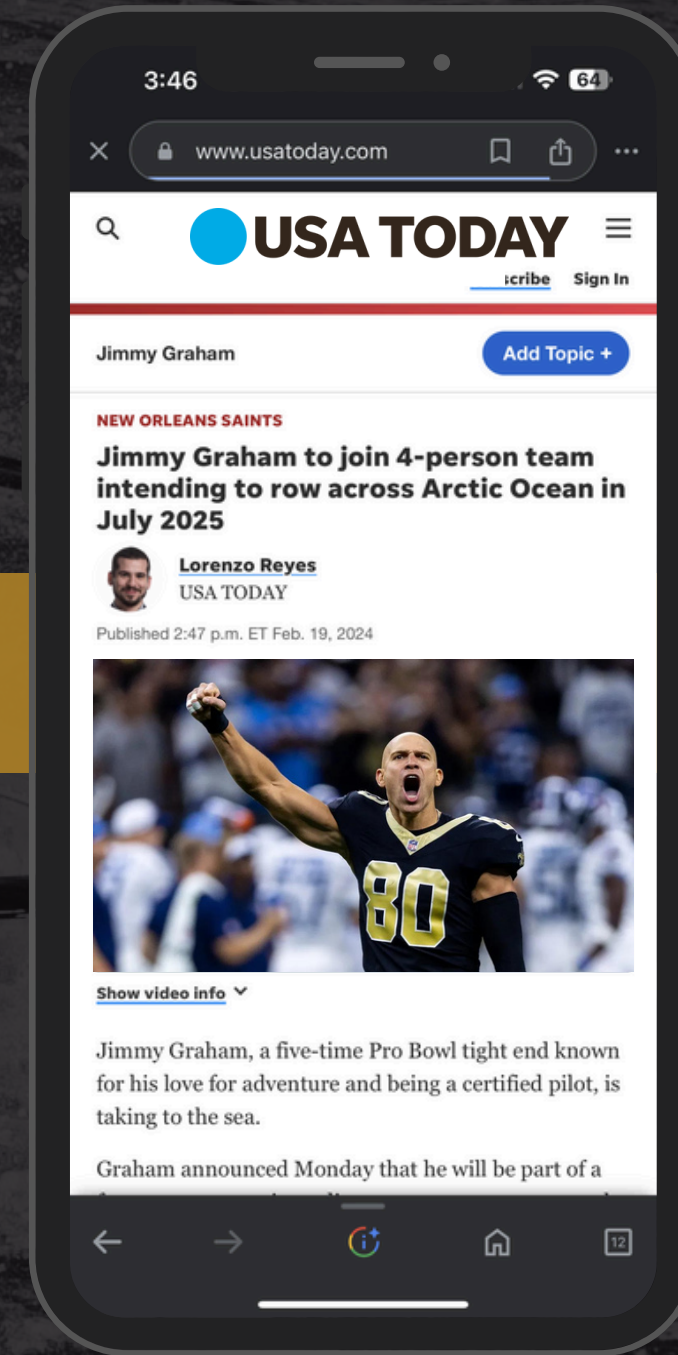 3:46
64
www.usatoday.com
USA TODAY
scribe Sign In
Jimmy Graham
Add Topic +
NEW ORLEANS SAINTS
Jimmy Graham to join 4-person team
intending to row across Arctic Ocean in
July 2025
Lorenzo Reyes
USA TODAY
Published 2:47 p.m. ET Feb. 19, 2024
80
Show video info
Jimmy Graham, a five-time Pro Bowl tight end known
for his love for adventure and being a certified pilot, is
taking to the sea.
Graham announced Monday that he will be part of a
12